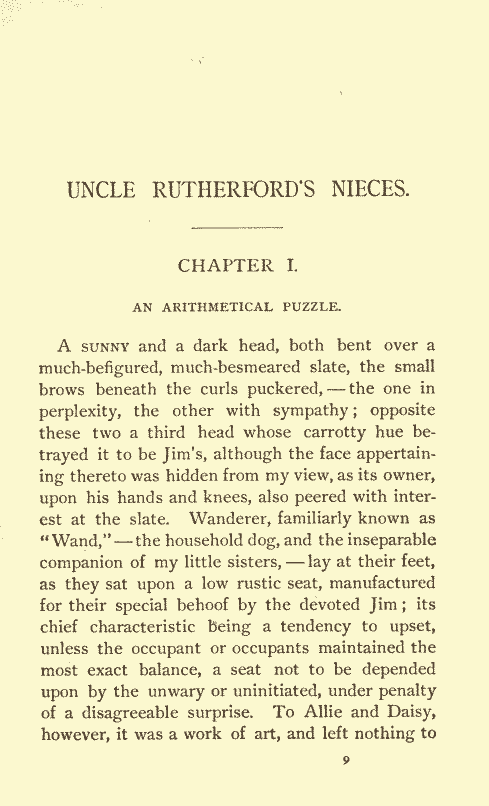 UNCLE RUTHERFORD'S NIECES.
CHAPTER I.
AN ARITHMETICAL PUZZLE.
A SUNNY and a dark head, both bent over a
much-befigured, much-besmeared slate, the small
brows beneath the curls puckered, — the one in
perplexity, the other with sympathy; opposite
these two a third head whose carrotty hue be-
trayed it to be Jim's, although the face appertain-
ing thereto was hidden from my view, as its owner,
upon his hands and knees, also peered with inter-
est at the slate. Wanderer, familiarly known as
"Wand," — the household dog, and the inseparable
companion of my little sisters, — lay at their feet,
as they sat upon a low rustic seat, manufactured
for their special behoof by the devoted Jim; its
chief characteristic being a tendency to upset,
unless the occupant or occupants maintained the
most exact balance, a seat not to be depended
upon by the unwary or uninitiated, under penalty
of a disagreeable surprise. To Allie and Daisy,
however, it was a work of art, and left nothing to
9